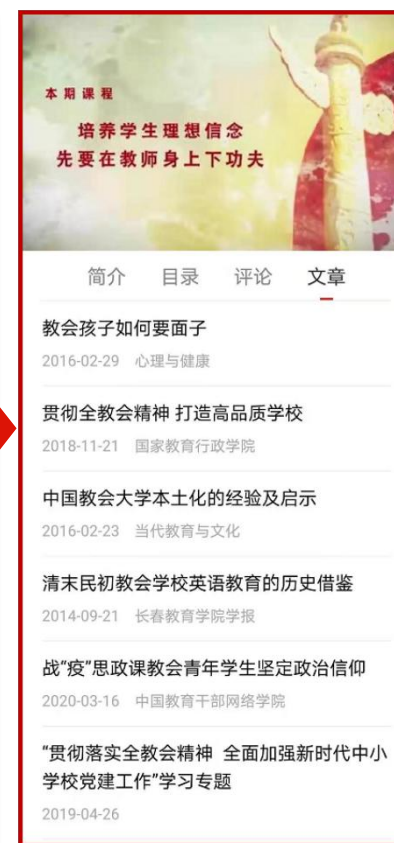 本期课程
培养学生理想信念
先要在教师身上下功夫
简介 目录 评论 文章
教会孩子如何要面子
2016-02-29 心理与健康
贯彻全教会精神 打造高品质学校
2018-11-21 国家教育行政学院
中国教会大学本土化的经验及启示
2016-02-23 当代教育与文化
清末民初教会学校英语教育的历史借鉴
2014-09-21 长春教育学院学报
战“疫”思政课教会青年学生坚定政治信仰
2020-03-16 中国教育干部网络学院
“贯彻落实全教会精神 全面加强新时代中小
学校党建工作”学习专题
2019-04-26